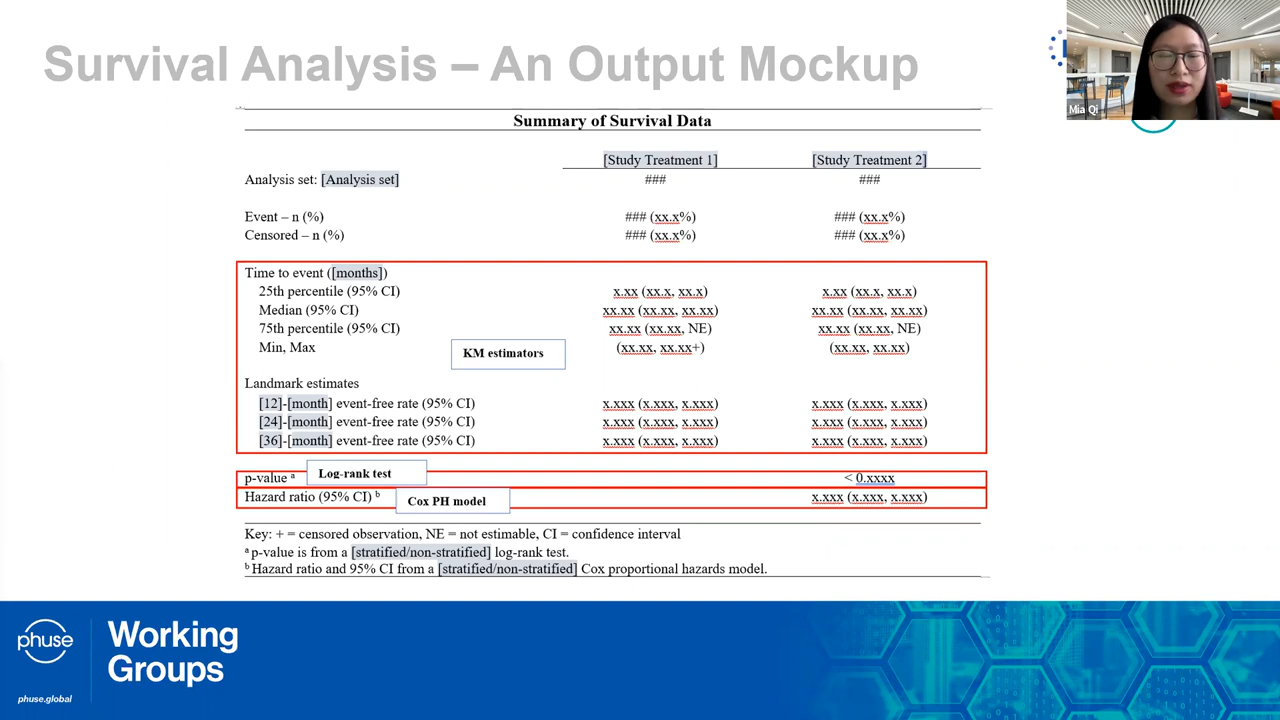 Survival Analysis – An Output Mockup
Mia Qi
Summary of Survival Data
[Study Treatment 1] [Study Treatment 2]
Analysis set: [Analysis set] ### ###
Event – n (%) ### (xx.x%) ### (xx.x%)
Censored – n (%) ### (xx.x%) ### (xx.x%)
Time to event ([months])
25th percentile (95% CI) x.xx (xx.x, xx.x) x.xx (xx.x, xx.x)
Median (95% CI) xx.xx (xx.xx, xx.xx) xx.xx (xx.xx, xx.xx)
75th percentile (95% CI) xx.xx (xx.xx, NE) xx.xx (xx.xx, NE)
Min, Max (xx.xx, xx.xx+) (xx.xx, xx.xx)
KM estimators
Landmark estimates
[12]-[month] event-free rate (95% CI) x.xxx (x.xxx, x.xxx) x.xxx (x.xxx, x.xxx)
[24]-[month] event-free rate (95% CI) x.xxx (x.xxx, x.xxx) x.xxx (x.xxx, x.xxx)
[36]-[month] event-free rate (95% CI) x.xxx (x.xxx, x.xxx) x.xxx (x.xxx, x.xxx)
p-value a Log-rank test < 0.xxxx
Hazard ratio (95% CI) b Cox PH model x.xxx (x.xxx, x.xxx)
Key: + = censored observation, NE = not estimable, CI = confidence interval
a p-value is from a [stratified/non-stratified] log-rank test.
b Hazard ratio and 95% CI from a [stratified/non-stratified] Cox proportional hazards model.
phuse
Working
Groups
phuse.global